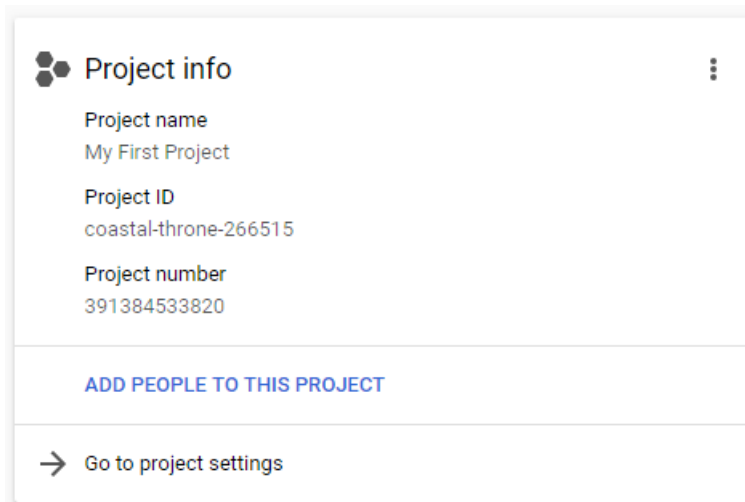 Project info
Project name
My First Project
Project ID
coastal-throne-266515
Project number
391384533820
ADD PEOPLE TO THIS PROJECT
Go to project settings